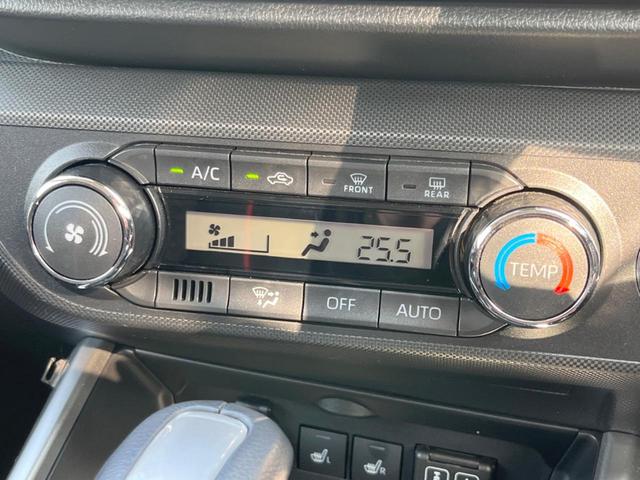 A/C
FRONT
REAR
25.5
TEMP
OFF
AUTO
L
R